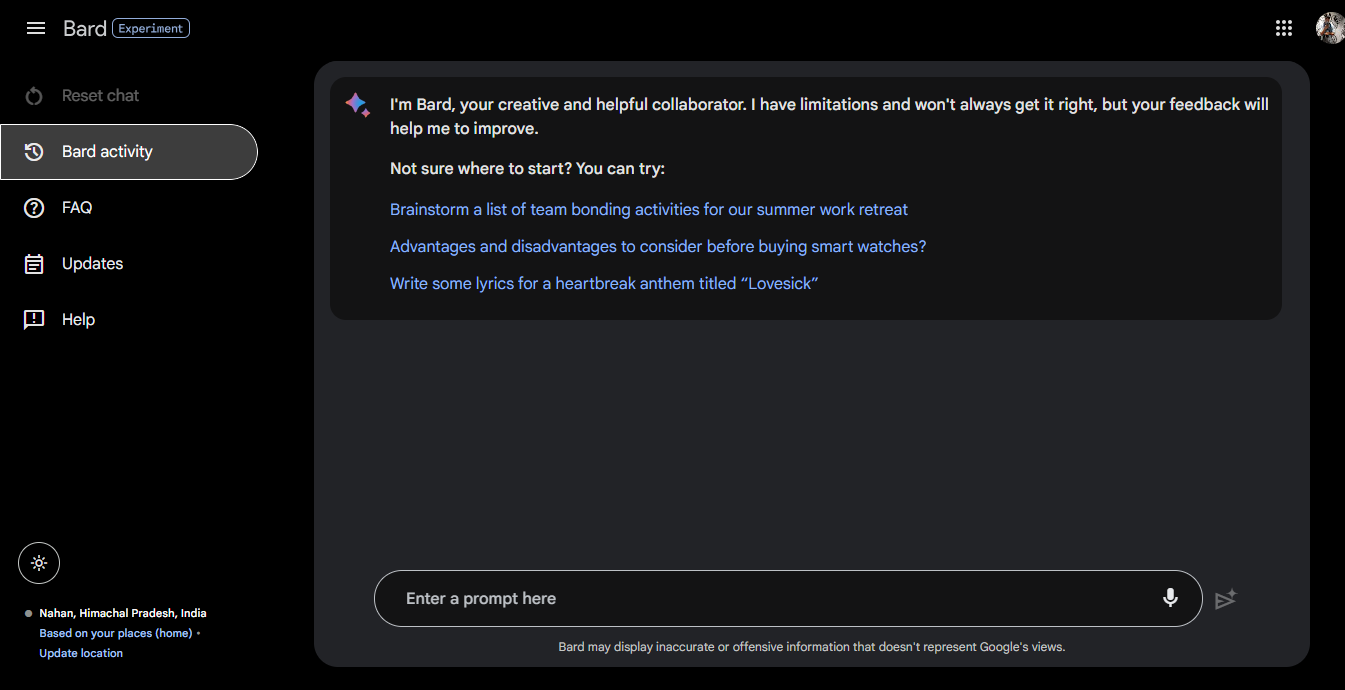 Bard Experiment
Reset chat
Bard activity
FAQ
Updates
Help
Nahan, Himachal Pradesh, India
Based on your places (home) •
Update location
I'm Bard, your creative and helpful collaborator. I have limitations and won't always get it right, but your feedback will
help me to improve.
Not sure where to start? You can try:
Brainstorm a list of team bonding activities for our summer work retreat
Advantages and disadvantages to consider before buying smart watches?
Write some lyrics for a heartbreak anthem titled “Lovesick”
Enter a prompt here
Bard may display inaccurate or offensive information that doesn't represent Google's views.